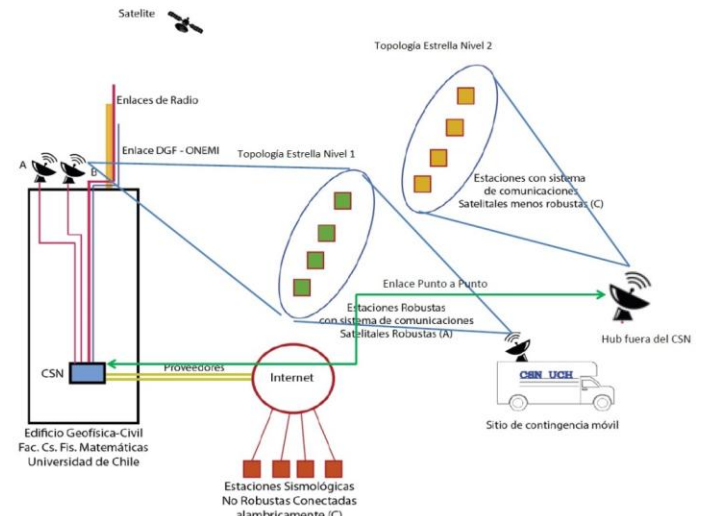 Satelite
Topología Estrella Nivel 2
Enlaces de Radio
Enlace DGF - ONEMI
Topología Estrella Nivel 1
A
B
Estaciones con sistema
de comunicaciones
Satelitales menos robustas (C)
Enlace Punto a Punto
Estaciones Robustas
con sistema de comunicaciones
Satelitales Robustas (A)
Hub fuera del CSN
CSN
Proveedores
Internet
CSN UCH
Sitio de contingencia móvil
Edificio Geofísica-Civil
Fac. Cs. Fis. Matemáticas
Universidad de Chile
Estaciones Sismológicas
No Robustas Conectadas
alambricamente (C)